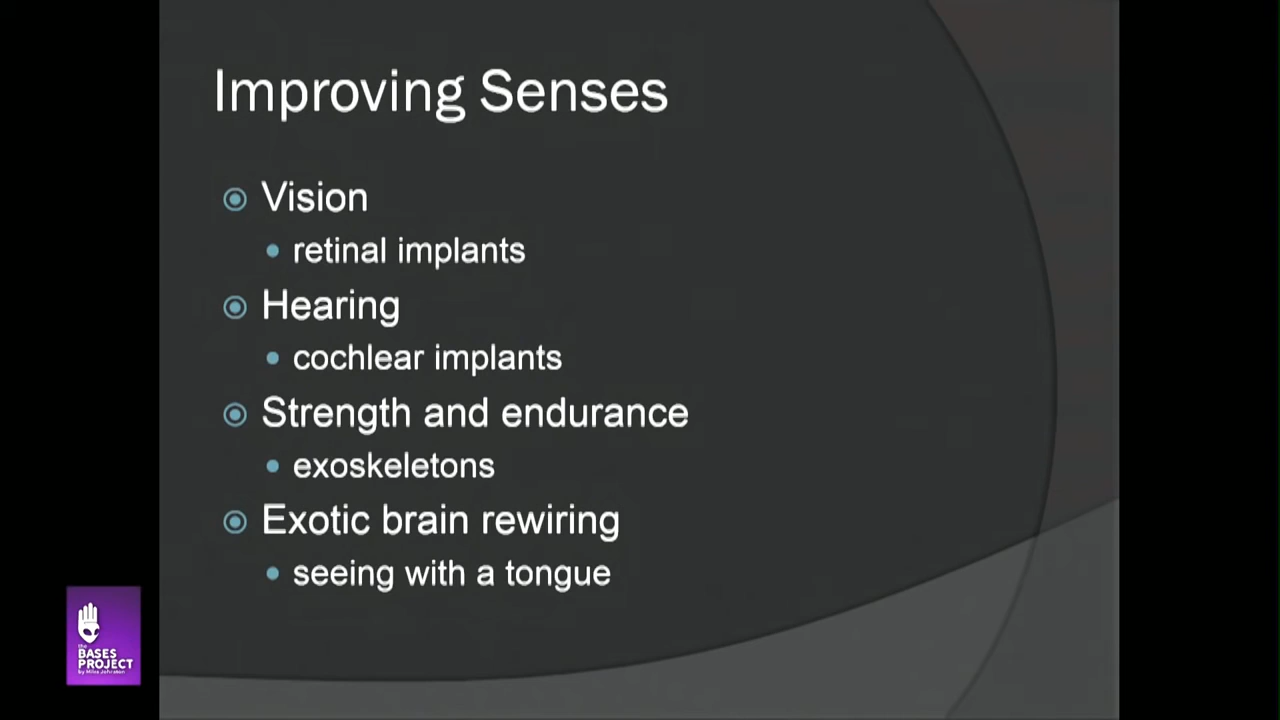 Improving Senses
Vision
retinal implants
Hearing
cochlear implants
Strength and endurance
exoskeletons
Exotic brain rewiring
seeing with a tongue
the
BASES
PROJECT
by Miles Johnston